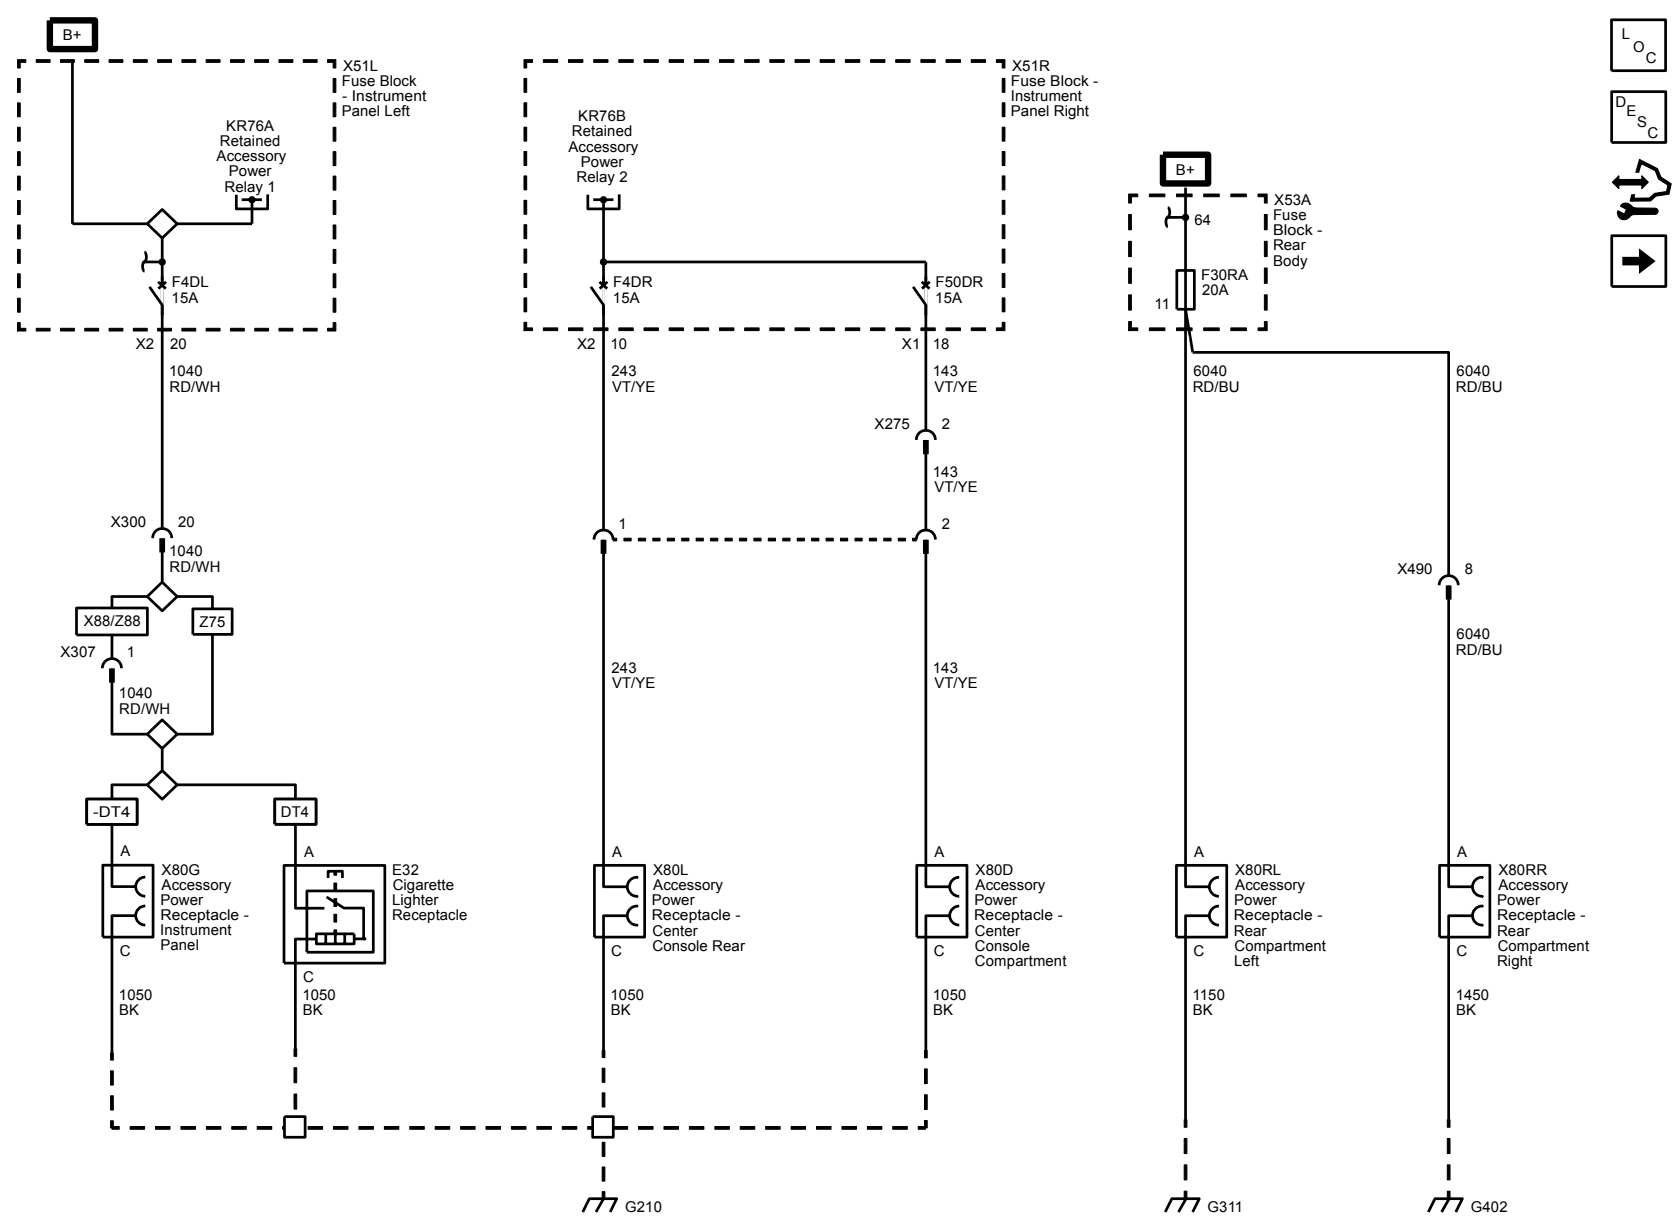 B+
X51L
Fuse Block
- Instrument
Panel Left
KR76A
Retained
Accessory
Power
Relay 1
F4DL
15A
X2 20
1040
RD/WH
X300 20
1040
RD/WH
X88/Z88
Z75
X307 1
1040
RD/WH
-DT4
DT4
A
X80G
Accessory
Power
Receptacle -
Instrument
Panel
C
1050
BK
A
E32
Cigarette
Lighter
Receptacle
C
1050
BK
X51R
Fuse Block -
Instrument
Panel Right
KR76B
Retained
Accessory
Power
Relay 2
F4DR
15A
F50DR
15A
X2 10
X1 18
243
VT/YE
143
VT/YE
X275 2
143
VT/YE
1
2
243
VT/YE
143
VT/YE
A
X80L
Accessory
Power
Receptacle -
Center
Console Rear
C
1050
BK
A
X80D
Accessory
Power
Receptacle -
Center
Console
Compartment
C
1050
BK
G210
B+
X53A
Fuse
Block -
Rear
Body
64
F30RA
20A
11
6040
RD/BU
6040
RD/BU
X490 8
6040
RD/BU
A
X80RL
Accessory
Power
Receptacle -
Rear
Compartment
Left
C
1150
BK
G311
A
X80RR
Accessory
Power
Receptacle -
Rear
Compartment
Right
C
1450
BK
G402
LOC
DESC